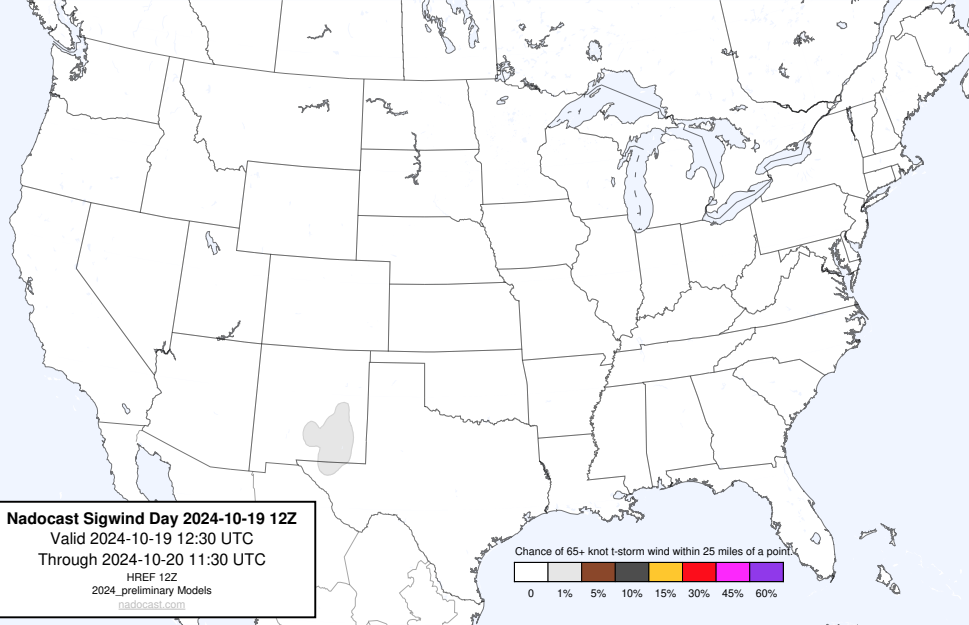 Nadocast Sigwind Day 2024-10-19 12Z
Valid 2024-10-19 12:30 UTC
Through 2024-10-20 11:30 UTC
HREF 12Z
2024_preliminary Models
nadocast.com
Chance of 65+ knot t-storm wind within 25 miles of a point.
0 1% 5% 10% 15% 30% 45% 60%